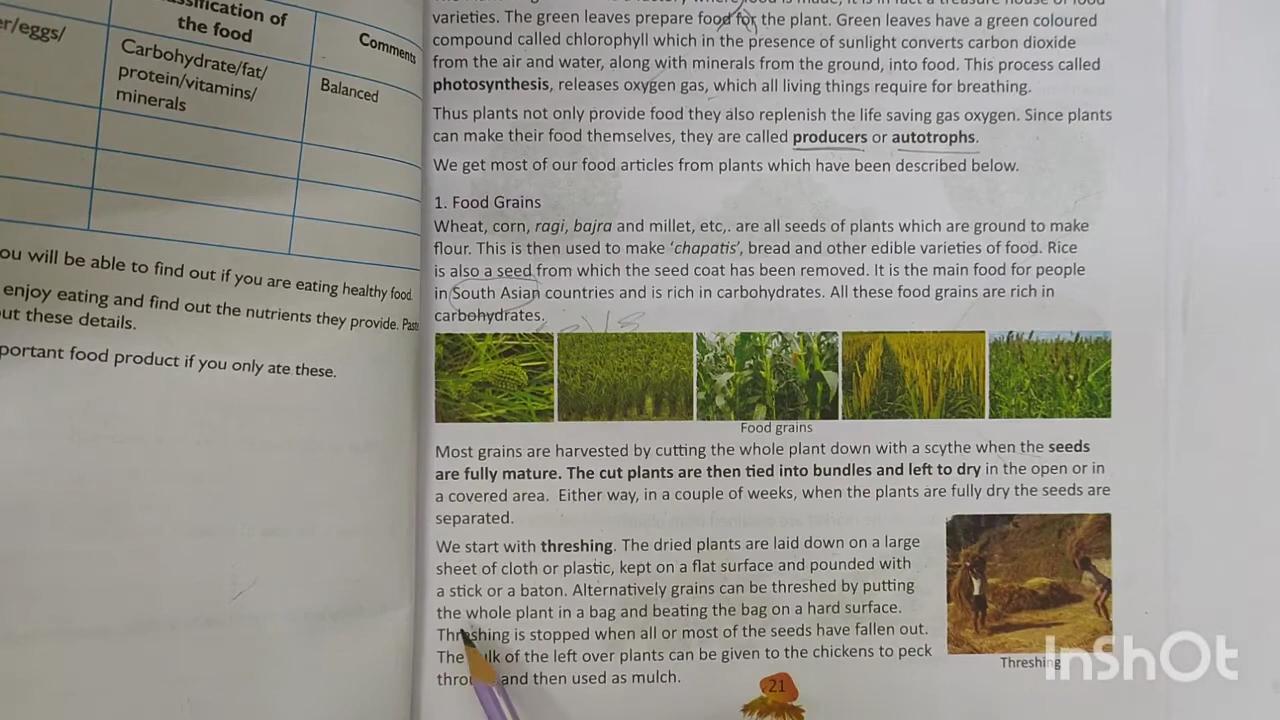 the food
Comments
er/eggs/
Carbohydrate/fat/
protein/vitamins/
minerals
Balanced
ou will be able to find out if you are eating healthy food.
enjoy eating and find out the nutrients they provide.
ut these details.
portant food product if you only ate these.
varieties. The green leaves prepare food for the plant. Green leaves have a green coloured
compound called chlorophyll which in the presence of sunlight converts carbon dioxide
from the air and water, along with minerals from the ground, into food. This process called
photosynthesis, releases oxygen gas, which all living things require for breathing.
Thus plants not only provide food they also replenish the life saving gas oxygen. Since plants
can make their food themselves, they are called producers or autotrophs.
We get most of our food articles from plants which have been described below.
1. Food Grains
Wheat, corn, ragi, bajra and millet, etc,. are all seeds of plants which are ground to make
flour. This is then used to make ‘chapatis’, bread and other edible varieties of food. Rice
is also a seed from which the seed coat has been removed. It is the main food for people
in South Asian countries and is rich in carbohydrates. All these food grains are rich in
carbohydrates.
Food grains
Most grains are harvested by cutting the whole plant down with a scythe when the seeds
are fully mature. The cut plants are then tied into bundles and left to dry in the open or in
a covered area. Either way, in a couple of weeks, when the plants are fully dry the seeds are
separated.
We start with threshing. The dried plants are laid down on a large
sheet of cloth or plastic, kept on a flat surface and pounded with
a stick or a baton. Alternatively grains can be threshed by putting
the whole plant in a bag and beating the bag on a hard surface.
Threshing is stopped when all or most of the seeds have fallen out.
The of the left over plants can be given to the chickens to peck
and then used as mulch.
Threshing
21
InShOt